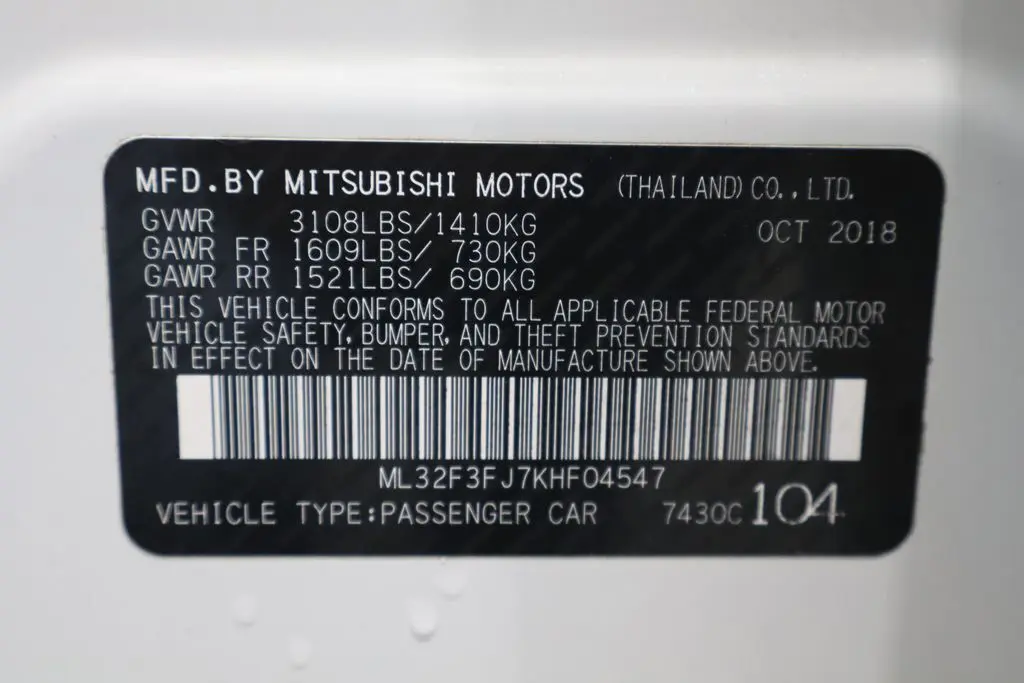 MFD.BY MITSUBISHI MOTORS (THAILAND) CO.,LTD.
GVWR 3108LBS/1410KG OCT 2018
GAWR FR 1609LBS/ 730KG
GAWR RR 1521LBS/ 690KG
THIS VEHICLE CONFORMS TO ALL APPLICABLE FEDERAL MOTOR
VEHICLE SAFETY, BUMPER, AND THEFT PREVENTION STANDARDS
IN EFFECT ON THE DATE OF MANUFACTURE SHOWN ABOVE.
ML32F3FJ7KHF04547
VEHICLE TYPE:PASSENGER CAR 7430C 104